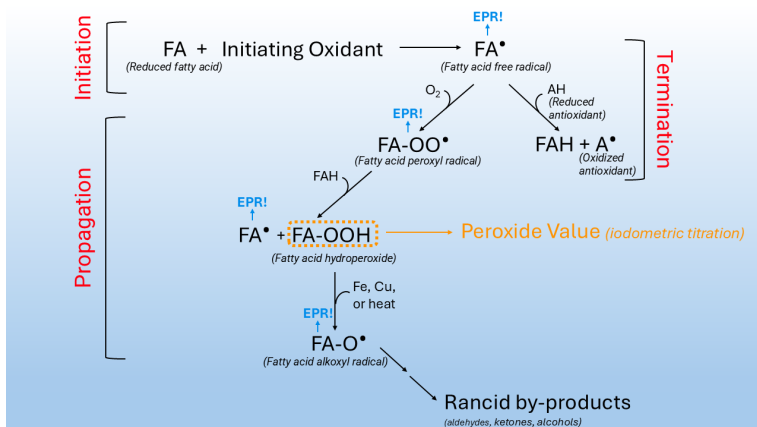 EPR!
Initiation
FA + Initiating Oxidant
FA•
(Reduced fatty acid)
(Fatty acid free radical)
Termination
O2
AH
(Reduced
antioxidant)
EPR!
FA-OO•
FAH + A•
(Fatty acid peroxyl radical)
(Oxidized
antioxidant)
Propagation
FAH
EPR!
FA• + FA-OOH
Peroxide Value (iodometric titration)
(Fatty acid hydroperoxide)
Fe, Cu,
or heat
EPR!
FA-O•
(Fatty acid alkoxyl radical)
Rancid by-products
(aldehydes, ketones, alcohols)